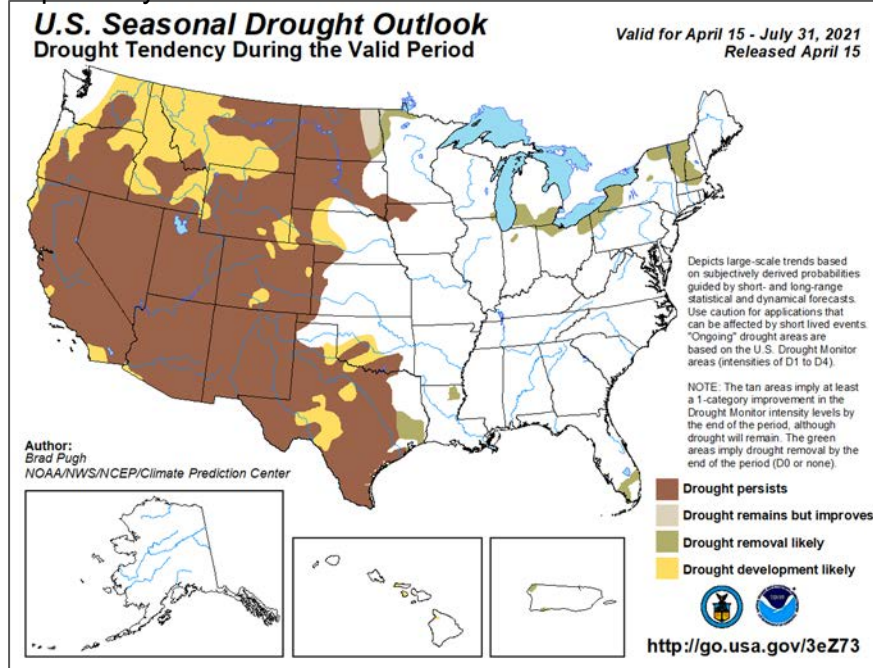 U.S. Seasonal Drought Outlook
Drought Tendency During the Valid Period
Valid for April 15 - July 31, 2021
Released April 15
Depicts large-scale trends based
on subjectively derived probabilities
guided by short- and long-range
statistical and dynamical forecasts.
Use caution for applications that
can be affected by short lived events.
"Ongoing" drought areas are
based on the U.S. Drought Monitor
areas (intensities of D1 to D4).
NOTE: The tan areas imply at least
a 1-category improvement in the
Drought Monitor intensity levels by
the end of the period, although
drought will remain. The green
areas imply drought removal by the
end of the period (D0 or none).
Author:
Brad Pugh
NOAA/NWS/NCEP/Climate Prediction Center
Drought persists
Drought remains but improves
Drought removal likely
Drought development likely
http://go.usa.gov/3eZ73